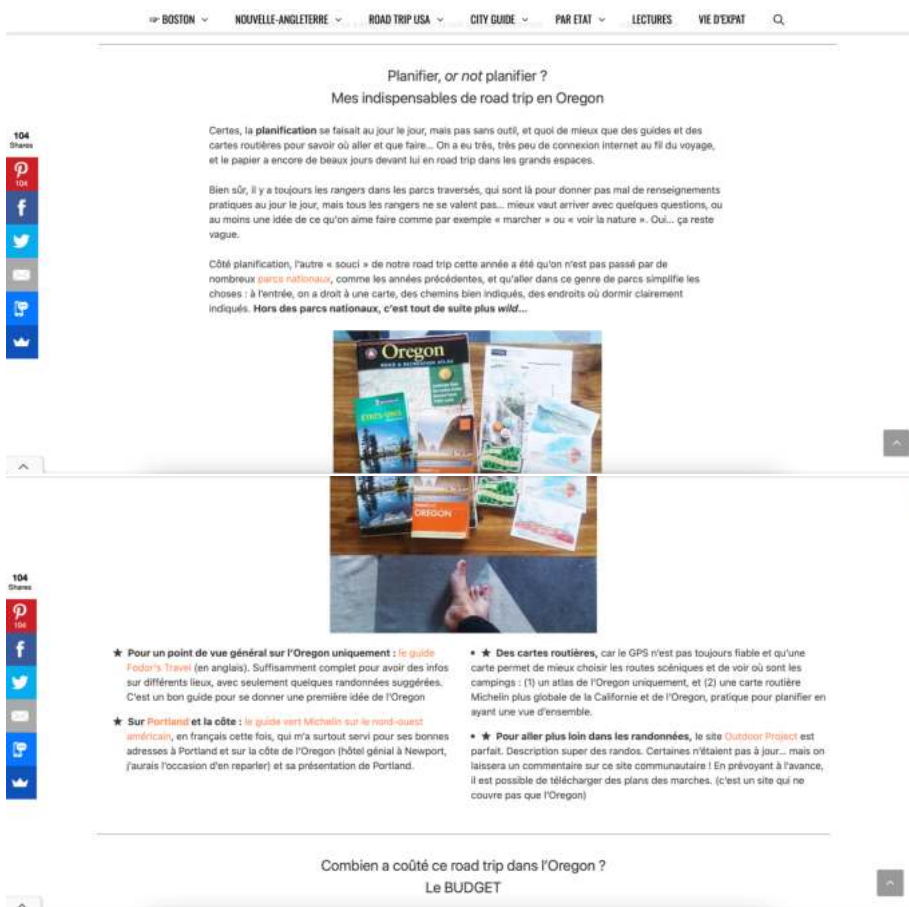 ☞ BOSTON NOUVELLE-ANGLETERRE ROAD TRIP USA CITY GUIDE PAR ETAT LECTURES VIE D'EXPAT
Planifier, or not planifier ?
Mes indispensables de road trip en Oregon
Certes, la planification se faisait au jour le jour, mais pas sans outil, et quoi de mieux que des guides et des
cartes routières pour savoir où aller et que faire... On a eu très, très peu de connexion internet au fil du voyage,
et le papier a encore de beaux jours devant lui en road trip dans les grands espaces.
Bien sûr, il y a toujours les rangers dans les parcs traversés, qui sont là pour donner pas mal de renseignements
pratiques au jour le jour, mais tous les rangers ne se valent pas... mieux vaut arriver avec quelques questions, ou
au moins une idée de ce qu'on aime faire comme par exemple « marcher » ou « voir la nature ». Oui... ça reste
vague.
Côté planification, l'autre « souci » de notre road trip cette année a été qu'on n'est pas passé par de
nombreux parcs nationaux, comme les années précédentes, et qu'aller dans ce genre de parcs simplifie les
choses : à l'entrée, on a droit à une carte, des chemins bien indiqués, des endroits où dormir clairement
indiqués. Hors des parcs nationaux, c'est tout de suite plus wild...
104
Shares
104
Oregon
ROAD & RECREATION ATLAS
ÉTATS-UNIS
OREGON
104
Shares
104
★ Pour un point de vue général sur l'Oregon uniquement : le guide
Fodor's Travel (en anglais). Suffisamment complet pour avoir des infos
sur différents lieux, avec seulement quelques randonnées suggérées.
C'est un bon guide pour se donner une première idée de l'Oregon
★ Sur Portland et la côte : le guide vert Michelin sur le nord-ouest
américain, en français cette fois, qui m'a surtout servi pour ses bonnes
adresses à Portland et sur la côte de l'Oregon (hôtel génial à Newport,
j'aurais l'occasion d'en reparler) et sa présentation de Portland.
• ★ Des cartes routières, car le GPS n'est pas toujours fiable et qu'une
carte permet de mieux choisir les routes scéniques et de voir où sont les
campings : (1) un atlas de l'Oregon uniquement, et (2) une carte routière
Michelin plus globale de la Californie et de l'Oregon, pratique pour planifier en
ayant une vue d'ensemble.
• ★ Pour aller plus loin dans les randonnées, le site Outdoor Project est
parfait. Description super des randos. Certaines n'étaient pas à jour... mais on
laissera un commentaire sur ce site communautaire ! En prévoyant à l'avance,
il est possible de télécharger des plans des marches. (c'est un site qui ne
couvre pas que l'Oregon)
Combien a coûté ce road trip dans l'Oregon ?
Le BUDGET